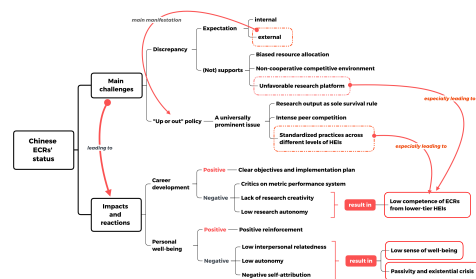 main manifestation
internal
Expectation
external
Discrepancy
Biased resource allocation
(Not) supports
Non-cooperative competitive environment
Main
challenges
Unfavorable research platform
especially leading to
Research output as sole survival rule
"Up or out" policy
A universally
prominent issue
Intense peer competition
Standardized practices across
different levels of HEIs
Chinese
ECRs'
status
leading to
especially leading to
Positive
Clear objectives and implementation plan
Career
development
Critics on metric performance system
Negative
Lack of research creativity
result in
Low competence of ECRs
from lower-tier HEIs
Low research autonomy
Impacts
and
reactions
Positive
Positive reinforcement
Personal
well-being
Low interpersonal relatedness
Low sense of well-being
Negative
Low autonomy
result in
Negative self-attribution
Passivity and existential crisis